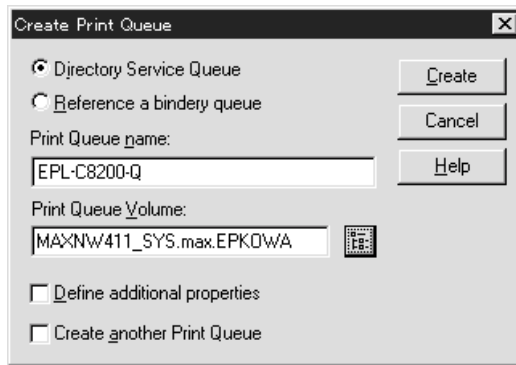 Create Print Queue
Directory Service Queue
Reference a bindery queue
Print Queue name:
EPL-C8200-Q
Print Queue Volume:
MAXNW411_SYS.max.EPKOWA
Define additional properties
Create another Print Queue
Create
Cancel
Help